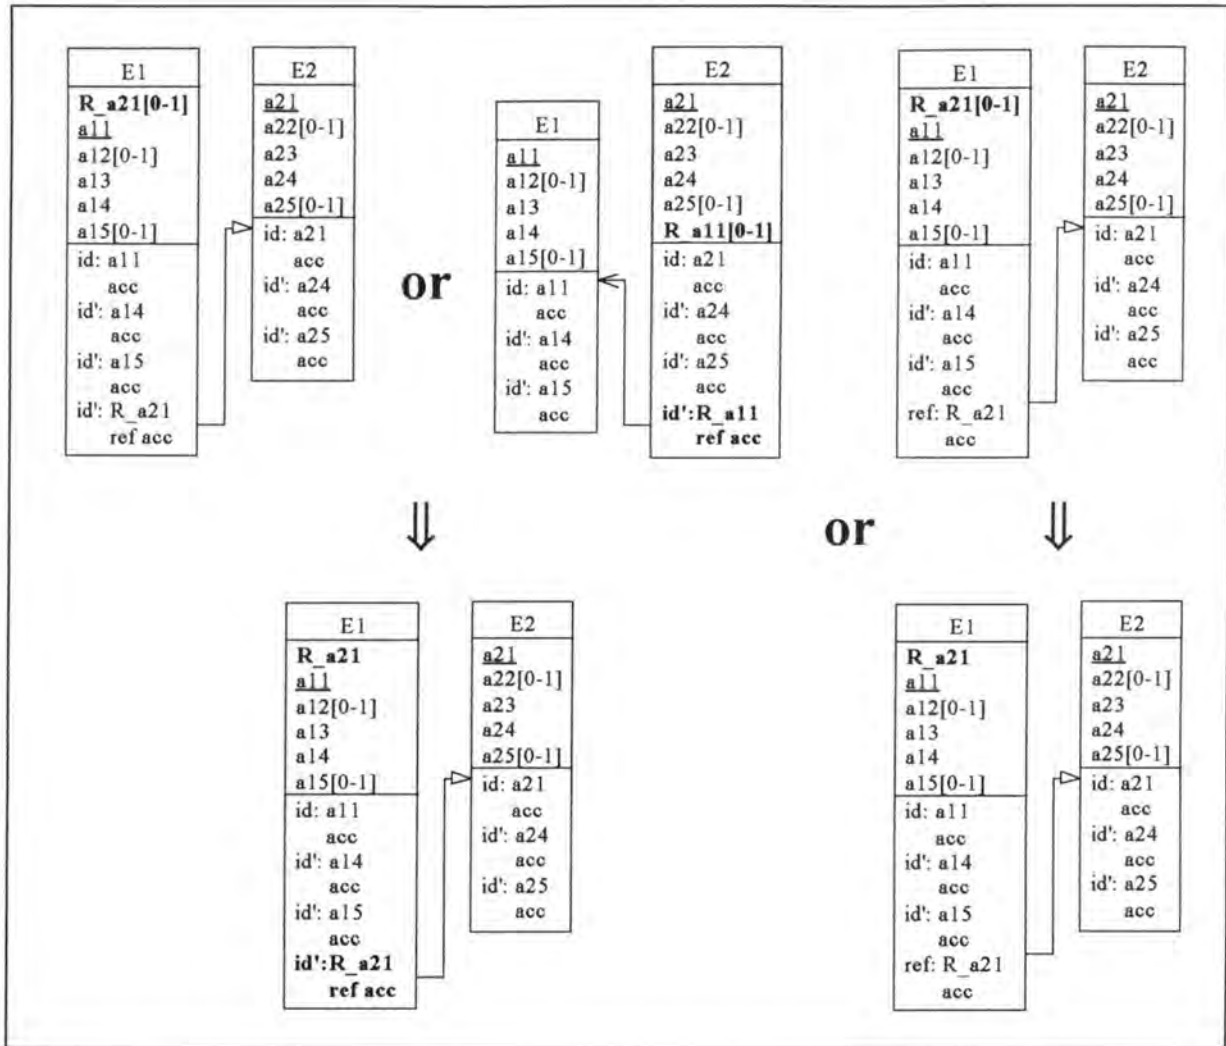 E1
R_a21[0-1]
a11
a12[0-1]
a13
a14
a15[0-1]
id: a11
acc
id': a14
acc
id': a15
acc
id': R_a21
ref acc
E2
a21
a22[0-1]
a23
a24
a25[0-1]
id: a21
acc
id': a24
acc
id': a25
acc
or
E1
a11
a12[0-1]
a13
a14
a15[0-1]
id: a11
acc
id': a14
acc
id': a15
acc
E2
a21
a22[0-1]
a23
a24
a25[0-1]
R_a11[0-1]
id: a21
acc
id': a24
acc
id': a25
acc
id':R_a11
ref acc
E1
R_a21[0-1]
a11
a12[0-1]
a13
a14
a15[0-1]
id: a11
acc
id': a14
acc
id': a15
acc
ref: R_a21
acc
E2
a21
a22[0-1]
a23
a24
a25[0-1]
id: a21
acc
id': a24
acc
id': a25
acc
⇓
or
⇓
E1
R_a21
a11
a12[0-1]
a13
a14
a15[0-1]
id: a11
acc
id': a14
acc
id': a15
acc
id':R_a21
ref acc
E2
a21
a22[0-1]
a23
a24
a25[0-1]
id: a21
acc
id': a24
acc
id': a25
acc
E1
R_a21
a11
a12[0-1]
a13
a14
a15[0-1]
id: a11
acc
id': a14
acc
id': a15
acc
ref: R_a21
acc
E2
a21
a22[0-1]
a23
a24
a25[0-1]
id: a21
acc
id': a24
acc
id': a25
acc